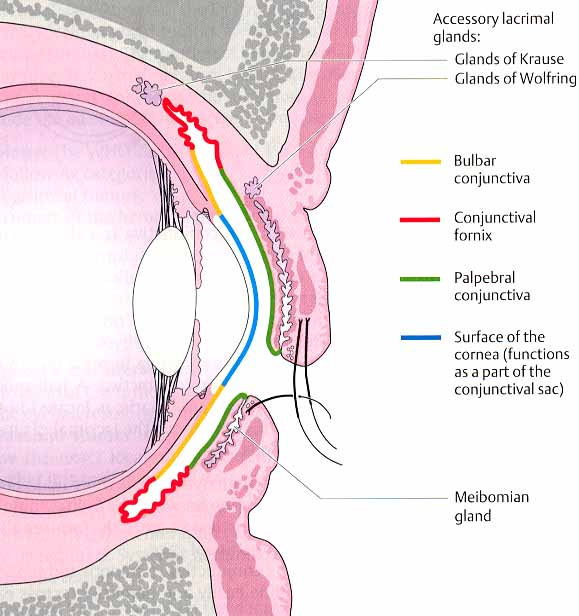 Accessory lacrimal
glands:
Glands of Krause
Glands of Wolfring
Bulbar
conjunctiva
Conjunctival
fornix
Palpebral
conjunctiva
Surface of the
cornea (functions
as a part of the
conjunctival sac)
Meibomian
gland